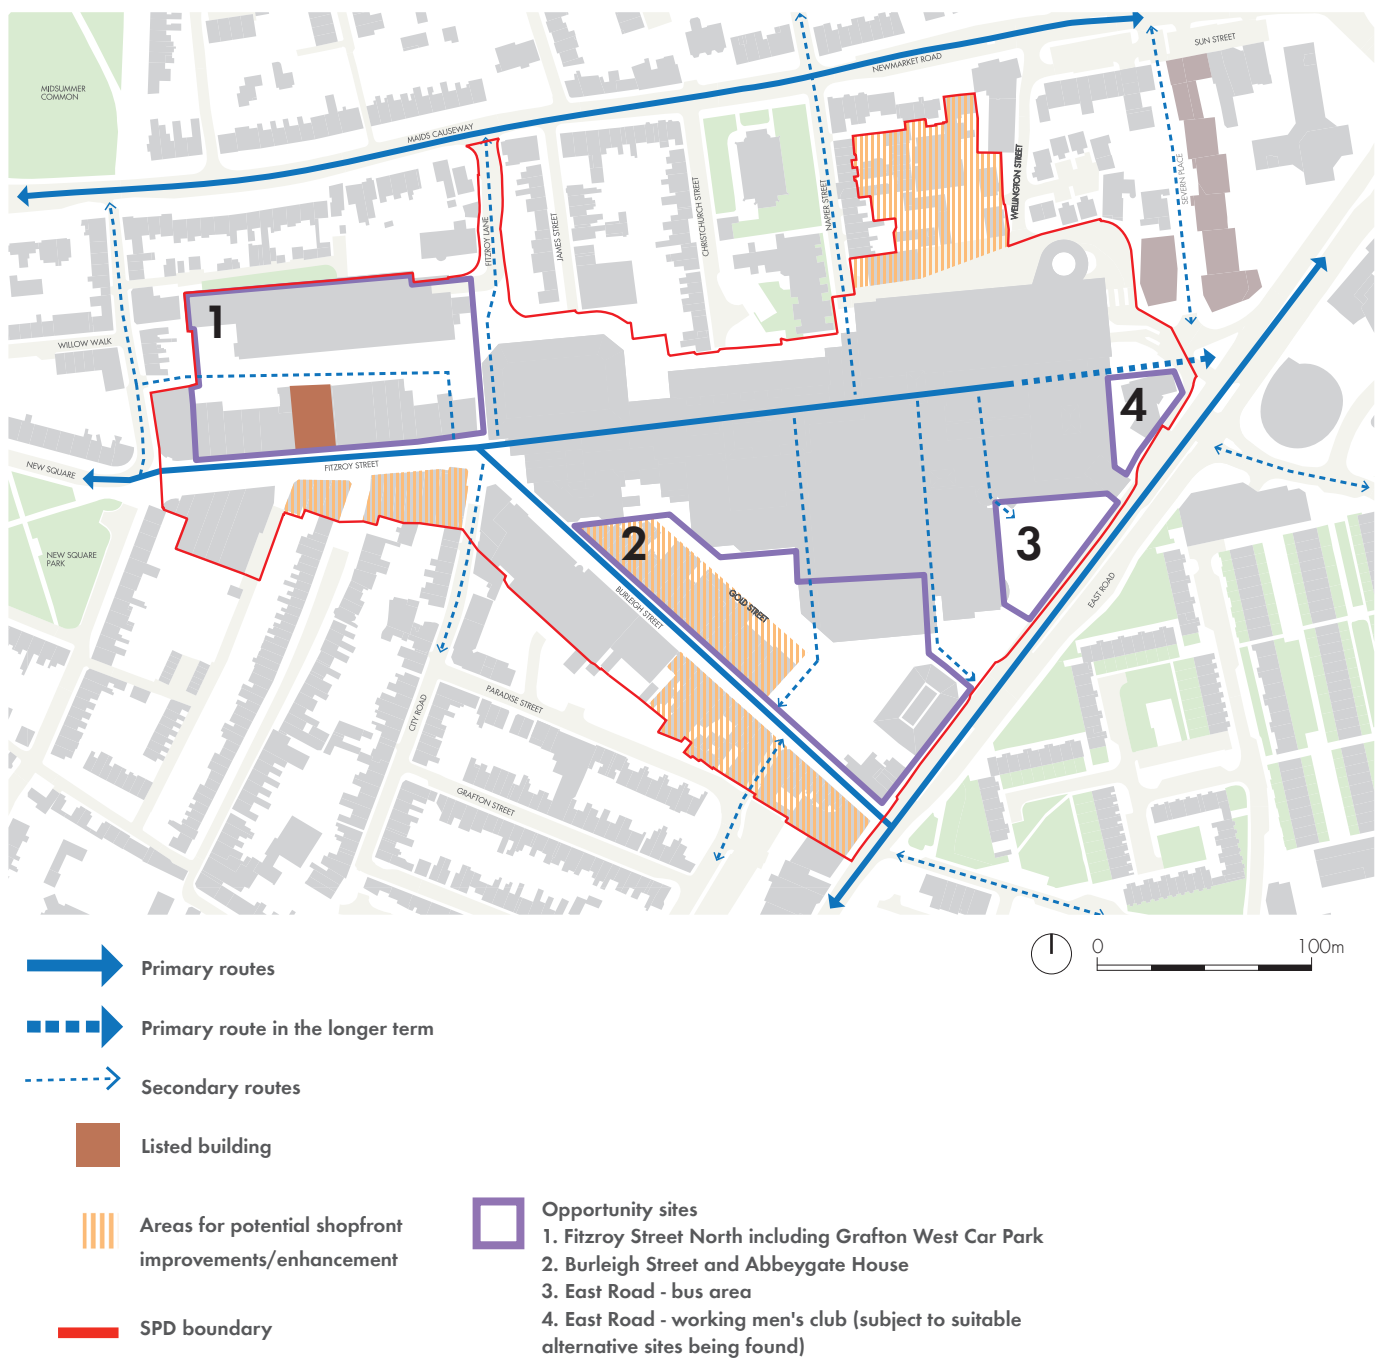 SUN STREET
NEWMARKET ROAD
MIDSUMMER
COMMON
MAIDS CAUSEWAY
WELLINGTON STREET
SEVERN PLACE
CHRISTCHURCH STREET
NAPIER STREET
JAMES STREET
FITZROY LANE
1
WILLOW WALK
4
FITZROY STREET
NEW SQUARE
2
3
NEW SQUARE
PARK
GOLD STREET
BURLEIGH STREET
EAST ROAD
PARADISE STREET
CITY ROAD
GRAFTON STREET
0 100m
Primary routes
Primary route in the longer term
Secondary routes
Listed building
Areas for potential shopfront
improvements/enhancement
SPD boundary
Opportunity sites
1. Fitzroy Street North including Grafton West Car Park
2. Burleigh Street and Abbeygate House
3. East Road - bus area
4. East Road - working men's club (subject to suitable
alternative sites being found)